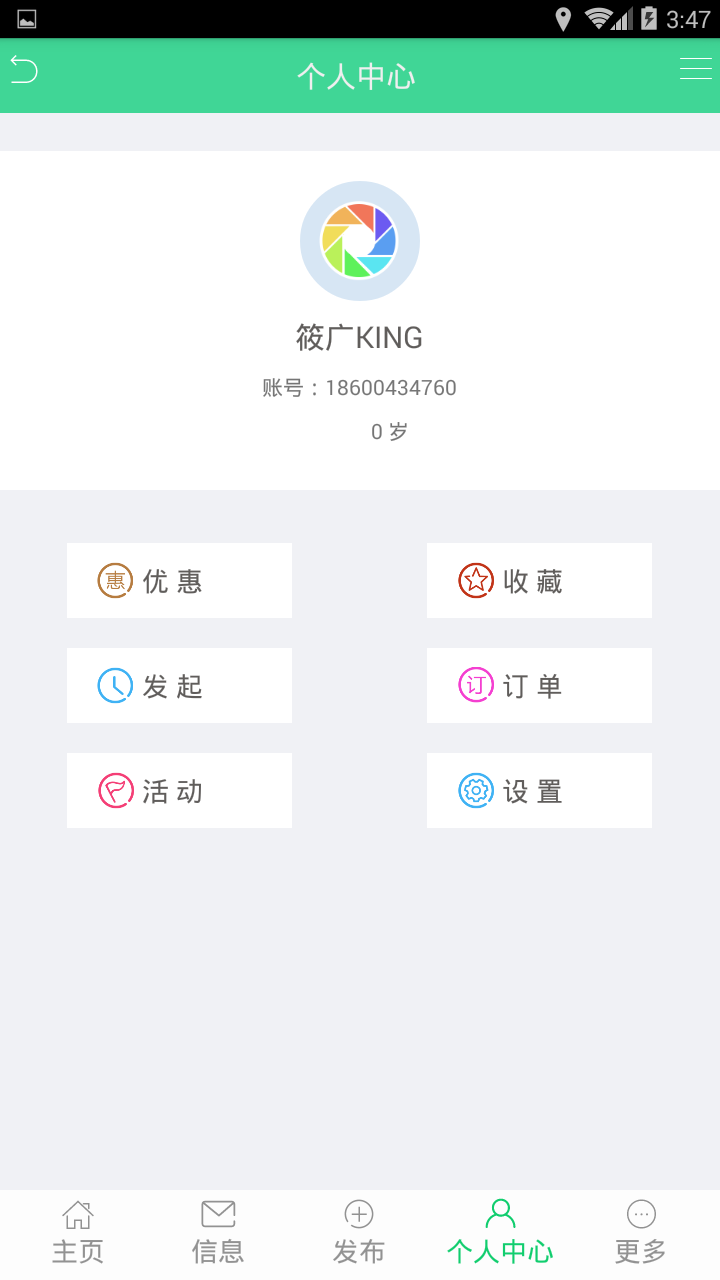 3:47
个人中心
筱广KING
账号：18600434760
0 岁
惠 优 惠
收 藏
发 起
订 订 单
活 动
设 置
主页 信息 发布 个人中心 更多